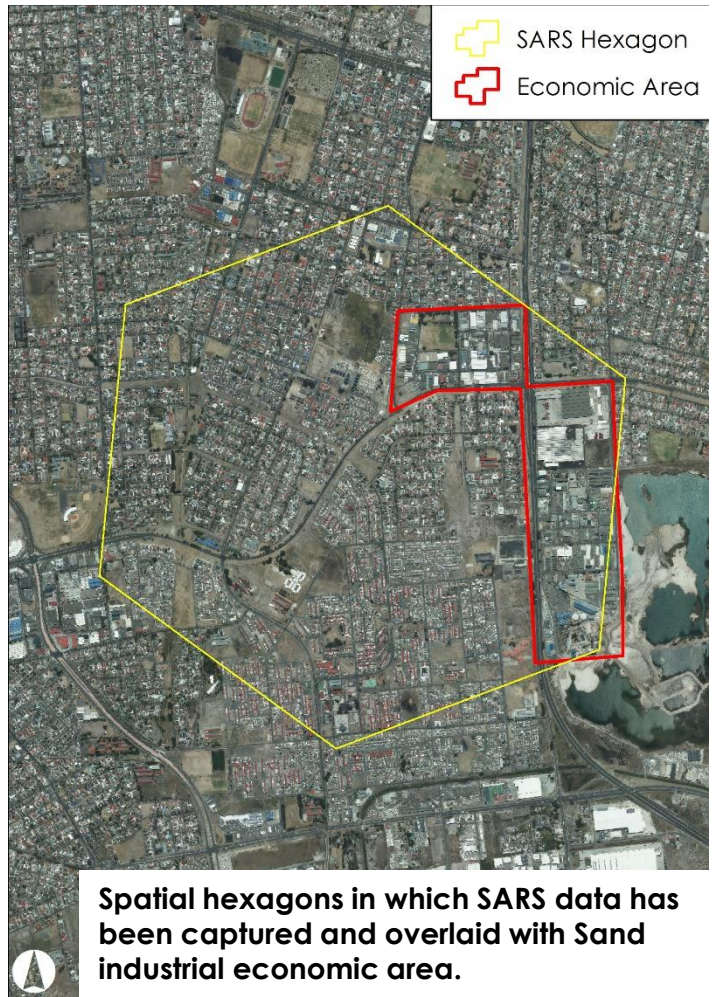 SARS Hexagon
Economic Area
Spatial hexagons in which SARS data has
been captured and overlaid with Sand
industrial economic area.